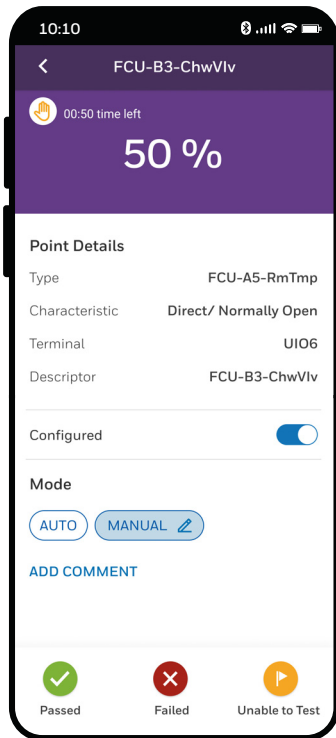 10:10
FCU-B3-ChwVlv
00:50 time left
50 %
Point Details
Type FCU-A5-RmTmp
Characteristic Direct/ Normally Open
Terminal UIO6
Descriptor FCU-B3-ChwVlv
Configured
Mode
AUTO MANUAL
ADD COMMENT
Passed Failed Unable to Test